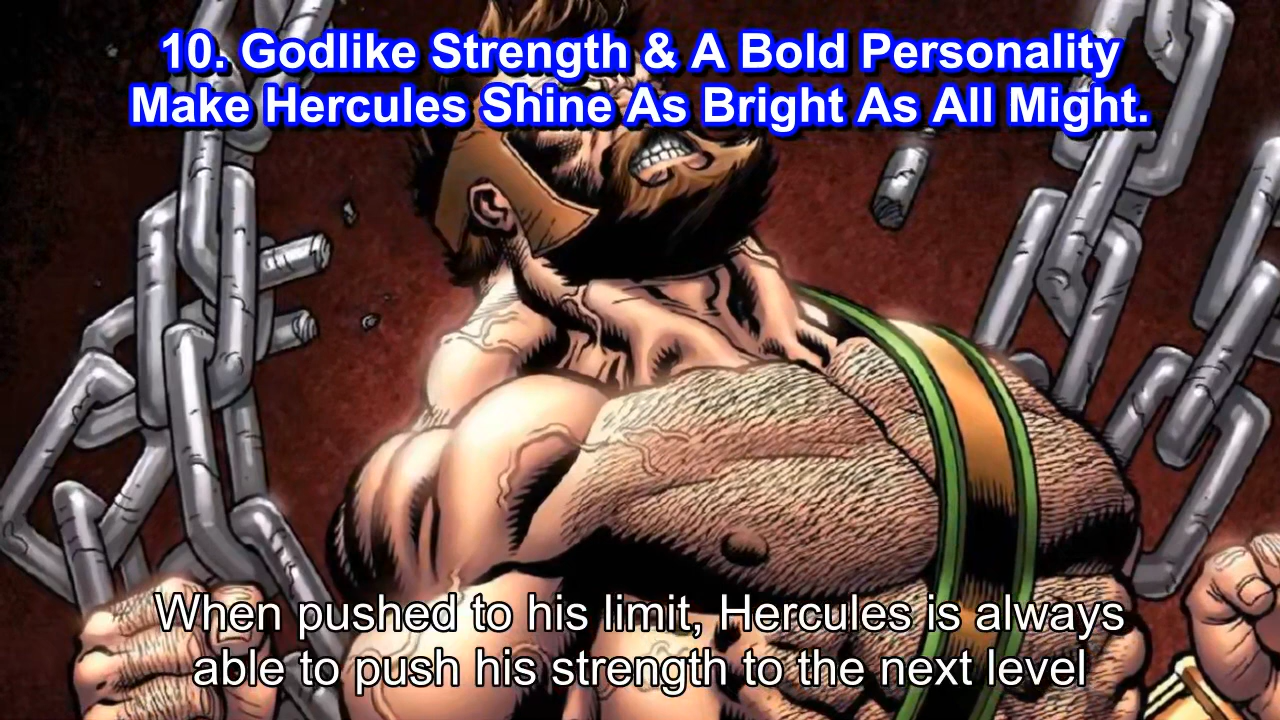 10. Godlike Strength & A Bold Personality
Make Hercules Shine As Bright As All Might.
When pushed to his limit, Hercules is always
able to push his strength to the next level